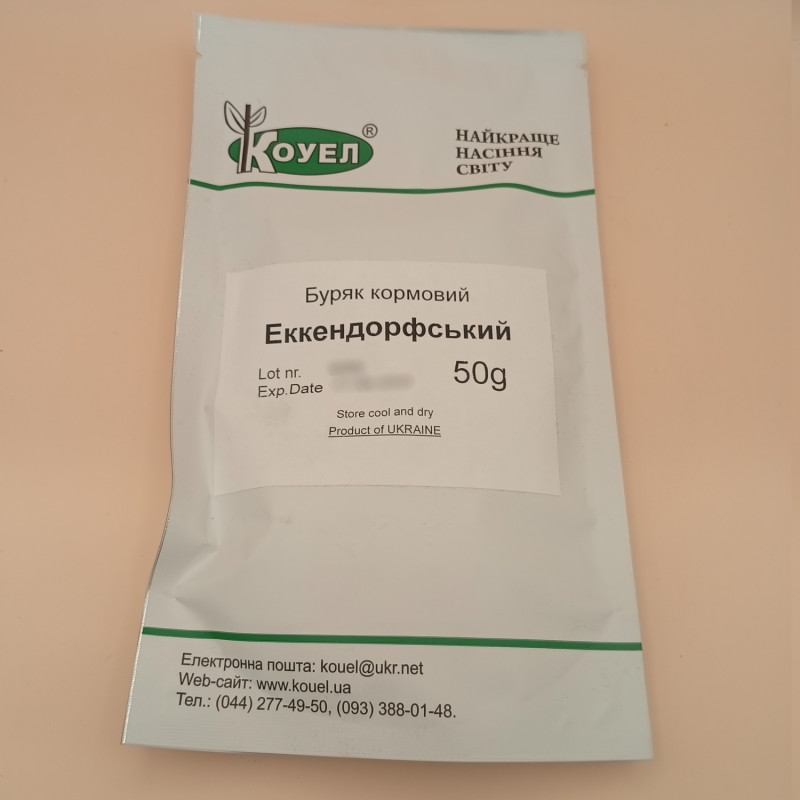 КОУЕЛ ®
НАЙКРАЩЕ
НАСІННЯ
СВІТУ
Буряк кормовий
Еккендорфський
Lot nr.
Exp.Date
50g
Store cool and dry
Product of UKRAINE
Електронна пошта: kouel@ukr.net
Web-сайт: www.kouel.ua
Тел.: (044) 277-49-50, (093) 388-01-48.